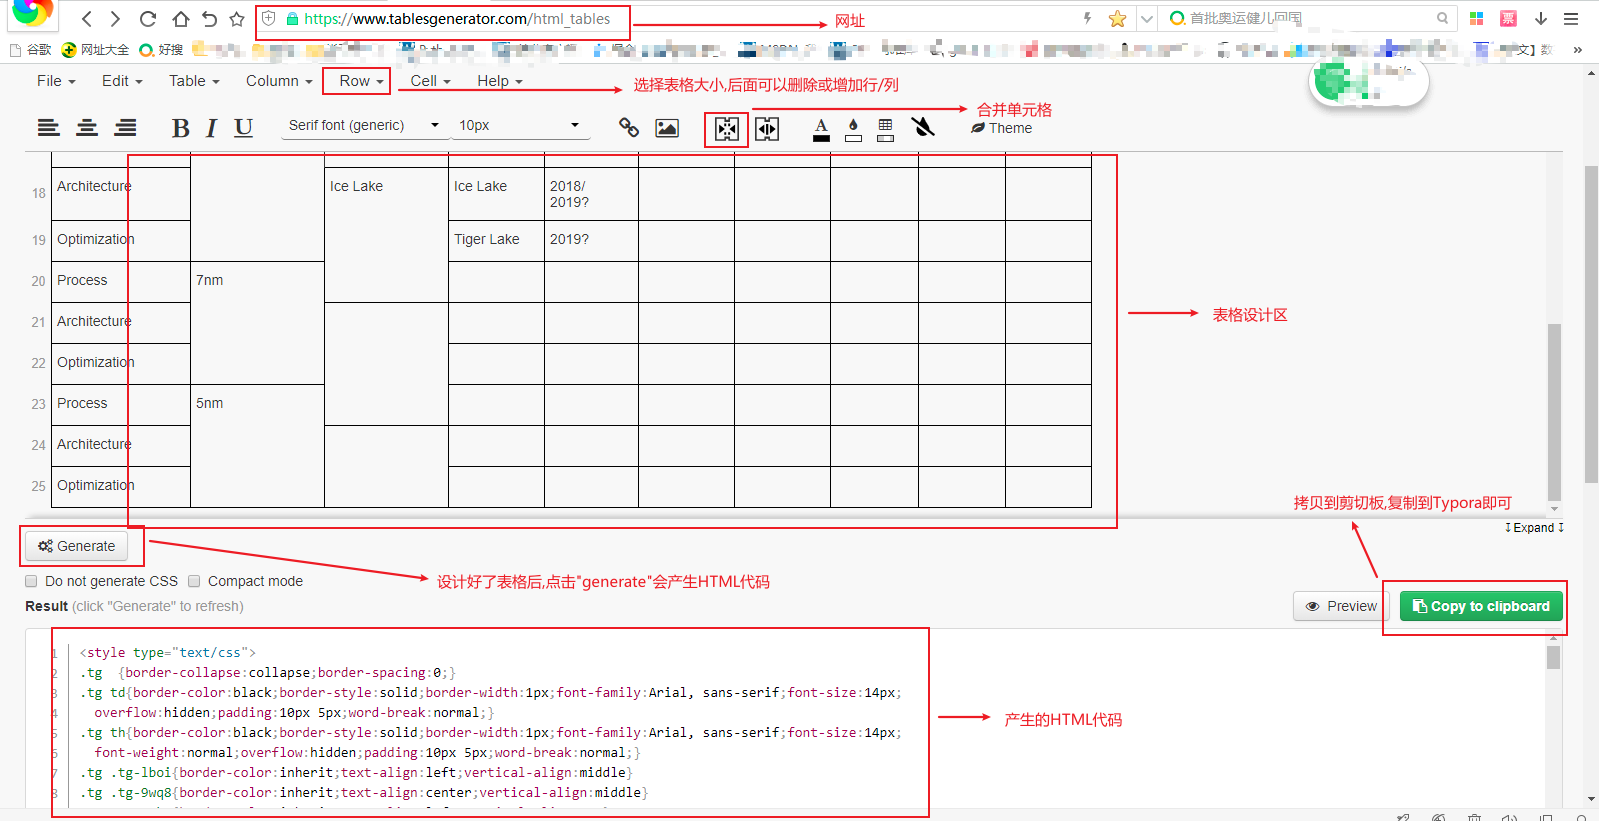 https://www.tablesgenerator.com/html_tables
网址
首批奥运健儿回国
票
谷歌 网址大全 好搜
File Edit Table Column Row Cell Help
选择表格大小,后面可以删除或增加行/列
合并单元格
B I U Serif font (generic) 10px A Theme
18 Architecture Ice Lake Ice Lake 2018/
2019?
19 Optimization Tiger Lake 2019?
20 Process 7nm
21 Architecture
表格设计区
22 Optimization
23 Process 5nm
24 Architecture
25 Optimization
拷贝到剪切板,复制到Typora即可
Expand
Generate
设计好了表格后,点击"generate"会产生HTML代码
Do not generate CSS Compact mode
Result (click "Generate" to refresh)
Preview Copy to clipboard
1 <style type="text/css">
2 .tg  {border-collapse:collapse;border-spacing:0;}
3 .tg td{border-color:black;border-style:solid;border-width:1px;font-family:Arial, sans-serif;font-size:14px;
4 overflow:hidden;padding:10px 5px;word-break:normal;}
5 .tg th{border-color:black;border-style:solid;border-width:1px;font-family:Arial, sans-serif;font-size:14px;
6 font-weight:normal;overflow:hidden;padding:10px 5px;word-break:normal;}
7 .tg .tg-lboi{border-color:inherit;text-align:left;vertical-align:middle}
8 .tg .tg-9wq8{border-color:inherit;text-align:center;vertical-align:middle}
产生的HTML代码